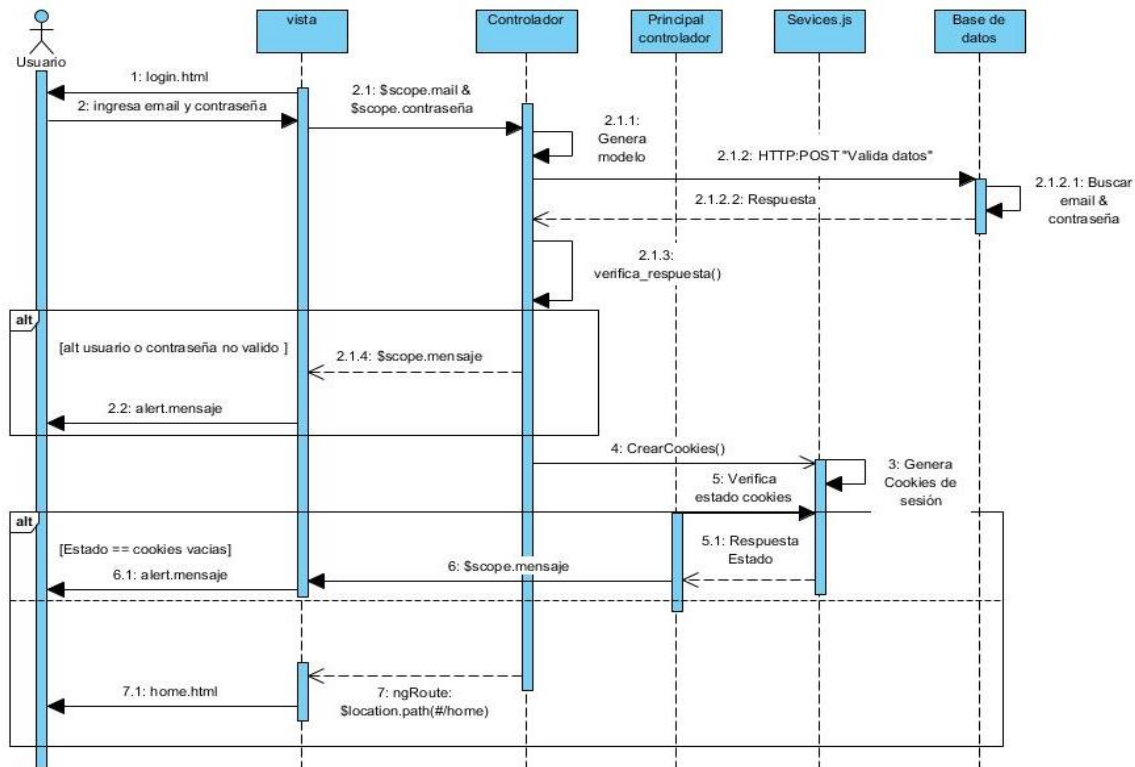 Usuario
vista
Controlador
Principal
controlador
Sevices.js
Base de
datos
1: login.html
2: ingresa email y contraseña
2.1: $scope.mail &
$scope.contraseña
2.1.1:
Genera
modelo
2.1.2: HTTP:POST "Valida datos"
2.1.2.1: Buscar
email &
contraseña
2.1.2.2: Respuesta
2.1.3:
verifica_respuesta()
alt
[alt usuario o contraseña no valido ]
2.1.4: $scope.mensaje
2.2: alert.mensaje
4: CrearCookies()
3: Genera
Cookies de
sesión
5: Verifica
estado cookies
alt
[Estado == cookies vacias]
5.1: Respuesta
Estado
6: $scope.mensaje
6.1: alert.mensaje
7: ngRoute:
$location.path(#/home)
7.1: home.html